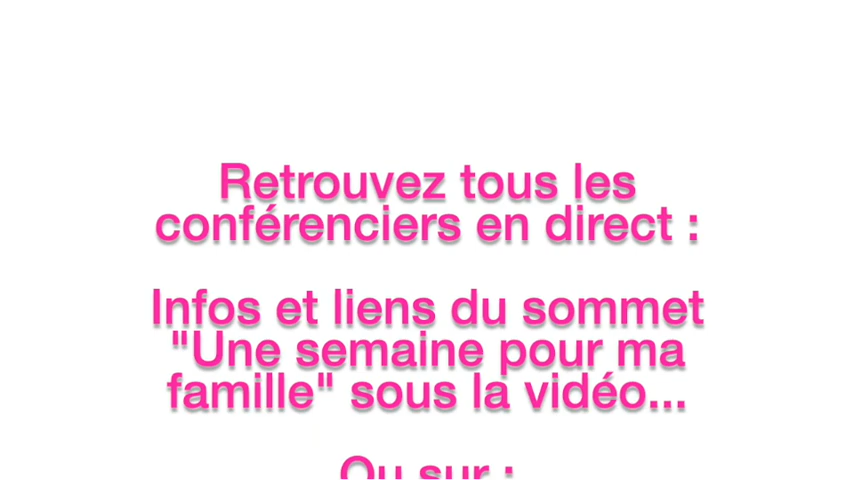 Retrouvez tous les
conférenciers en direct :
Infos et liens du sommet
"Une semaine pour ma
famille" sous la vidéo...
Ou sur :